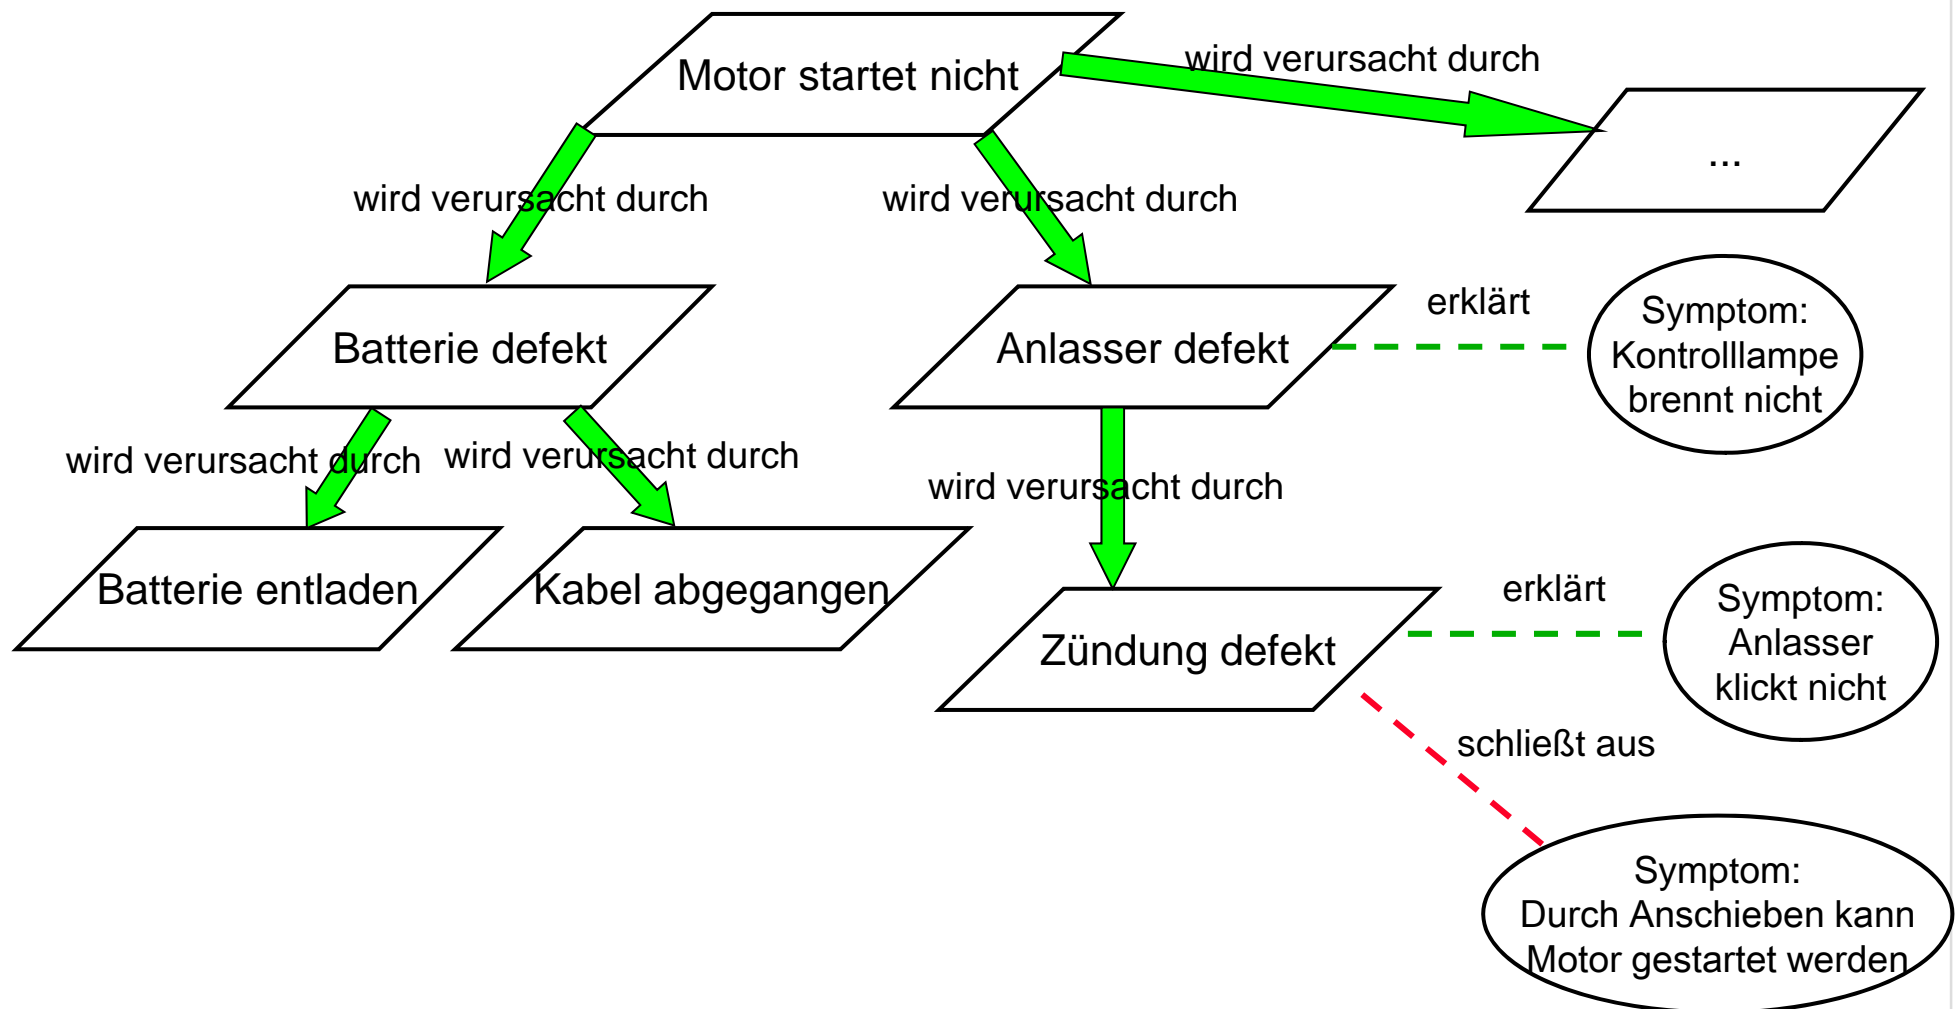 Motor startet nicht
wird verursacht durch
...
wird verursacht durch
wird verursacht durch
Batterie defekt
Anlasser defekt
erklärt
Symptom:
Kontrolllampe
brennt nicht
wird verursacht durch
wird verursacht durch
wird verursacht durch
Batterie entladen
Kabel abgegangen
Zündung defekt
erklärt
Symptom:
Anlasser
klickt nicht
schließt aus
Symptom:
Durch Anschieben kann
Motor gestartet werden